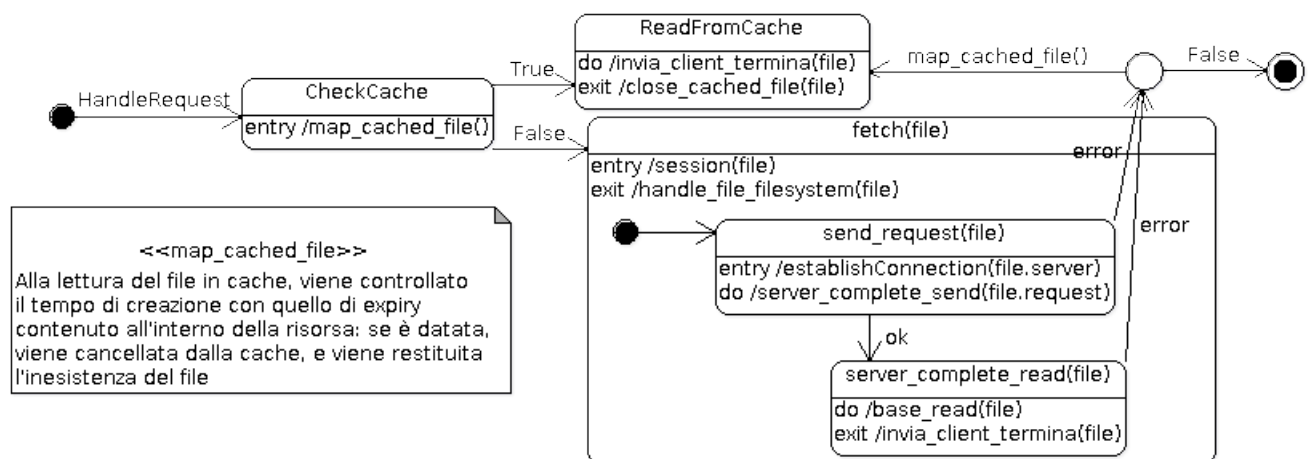 ReadFromCache
do /invia_client_termina(file)
exit /close_cached_file(file)
map_cached_file()
False
True
HandleRequest
CheckCache
entry /map_cached_file()
False
fetch(file)
entry /session(file)
exit /handle_file_filesystem(file)
error
error
send_request(file)
entry /establishConnection(file.server)
do /server_complete_send(file.request)
ok
server_complete_read(file)
do /base_read(file)
exit /invia_client_termina(file)
<<map_cached_file>>
Alla lettura del file in cache, viene controllato
il tempo di creazione con quello di expiry
contenuto all'interno della risorsa: se è datata,
viene cancellata dalla cache, e viene restituita
l'inesistenza del file